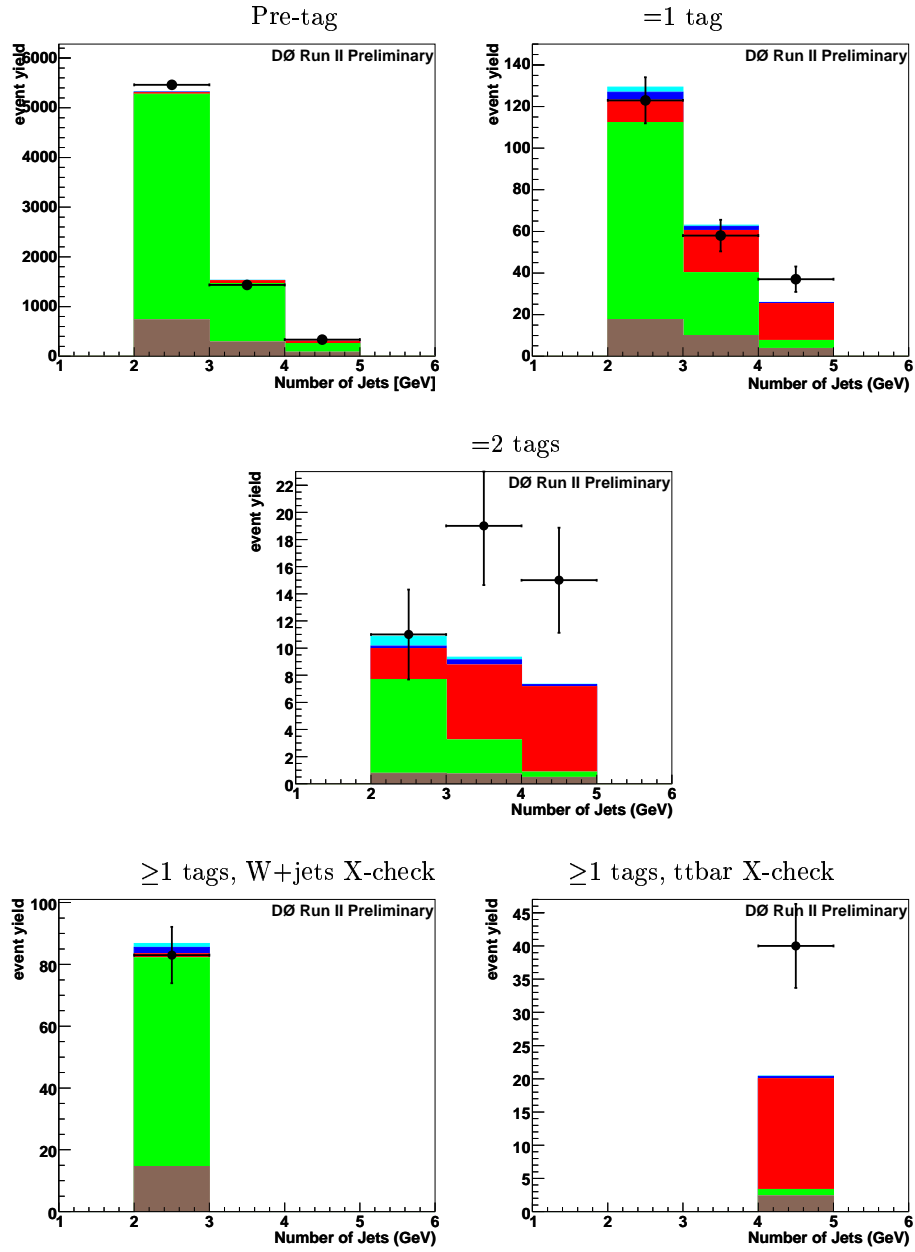 Pre-tag
=1 tag
DØ Run II Preliminary
event yield
6000
5000
4000
3000
2000
1000
0
1 2 3 4 5 6
Number of Jets [GeV]
DØ Run II Preliminary
event yield
140
120
100
80
60
40
20
0
1 2 3 4 5 6
Number of Jets (GeV)
=2 tags
DØ Run II Preliminary
event yield
22
20
18
16
14
12
10
8
6
4
2
0
1 2 3 4 5 6
Number of Jets (GeV)
≥1 tags, W+jets X-check
≥1 tags, ttbar X-check
DØ Run II Preliminary
event yield
100
80
60
40
20
0
1 2 3 4 5 6
Number of Jets (GeV)
DØ Run II Preliminary
event yield
45
40
35
30
25
20
15
10
5
0
1 2 3 4 5 6
Number of Jets (GeV)